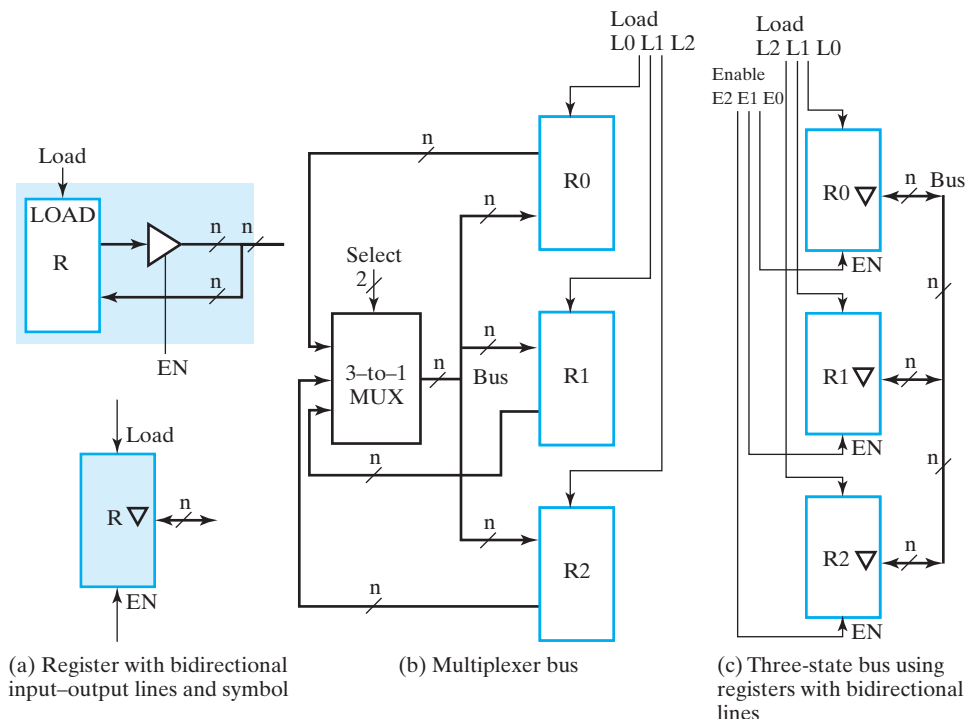 Load
LOAD
R
n
n
n
EN
Load
R
n
EN
(a) Register with bidirectional
input–output lines and symbol
Load
L0 L1 L2
n
R0
n
Select
2
3–to–1
MUX
n
Bus
n
R1
n
n
R2
n
(b) Multiplexer bus
Load
L2 L1 L0
Enable
E2 E1 E0
R0
n
Bus
EN
n
R1
n
EN
n
R2
n
EN
(c) Three-state bus using
registers with bidirectional
lines